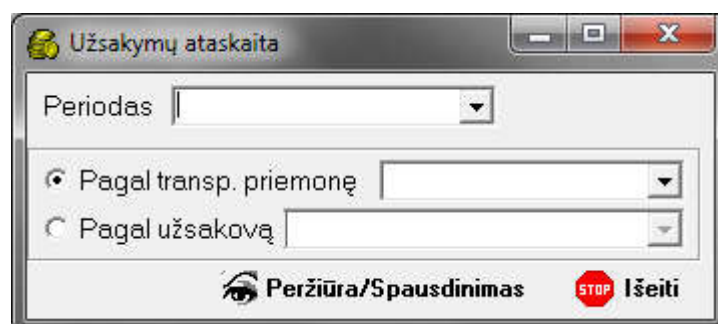 Užsakymų ataskaita
Periodas
Pagal transp. priemonę
Pagal užsakovą
Peržiūra/Spausdinimas STOP Išeiti